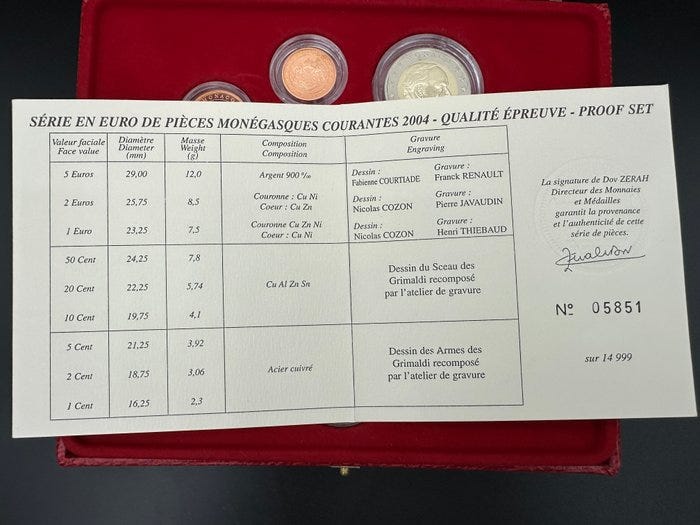 MONACO
SÉRIE EN EURO DE PIÈCES MONÉGASQUES COURANTES 2004 - QUALITÉ ÉPREUVE - PROOF SET
Valeur faciale Diamètre Masse Composition Gravure
Face value Diameter Weight Composition Engraving
(mm) (g)
5 Euros 29,00 12,0 Argent 900 °/°° Dessin : Gravure :
Fabienne COURTIADE Franck RENAULT
2 Euros 25,75 8,5 Couronne : Cu Ni Dessin : Gravure :
Coeur : Cu Zn Nicolas COZON Pierre JAVAUDIN
1 Euro 23,25 7,5 Couronne Cu Zn Ni Dessin : Gravure :
Coeur : Cu Ni Nicolas COZON Henri THIEBAUD
50 Cent 24,25 7,8
20 Cent 22,25 5,74 Cu Al Zn Sn Dessin du Sceau des
Grimaldi recomposé
par l'atelier de gravure
10 Cent 19,75 4,1
5 Cent 21,25 3,92
2 Cent 18,75 3,06 Acier cuivré Dessin des Armes des
Grimaldi recomposé
par l'atelier de gravure
1 Cent 16,25 2,3
La signature de Dov ZERAH
Directeur des Monnaies
et Médailles
garantit la provenance
et l'authenticité de cette
série de pièces.
Nº 05851
sur 14 999